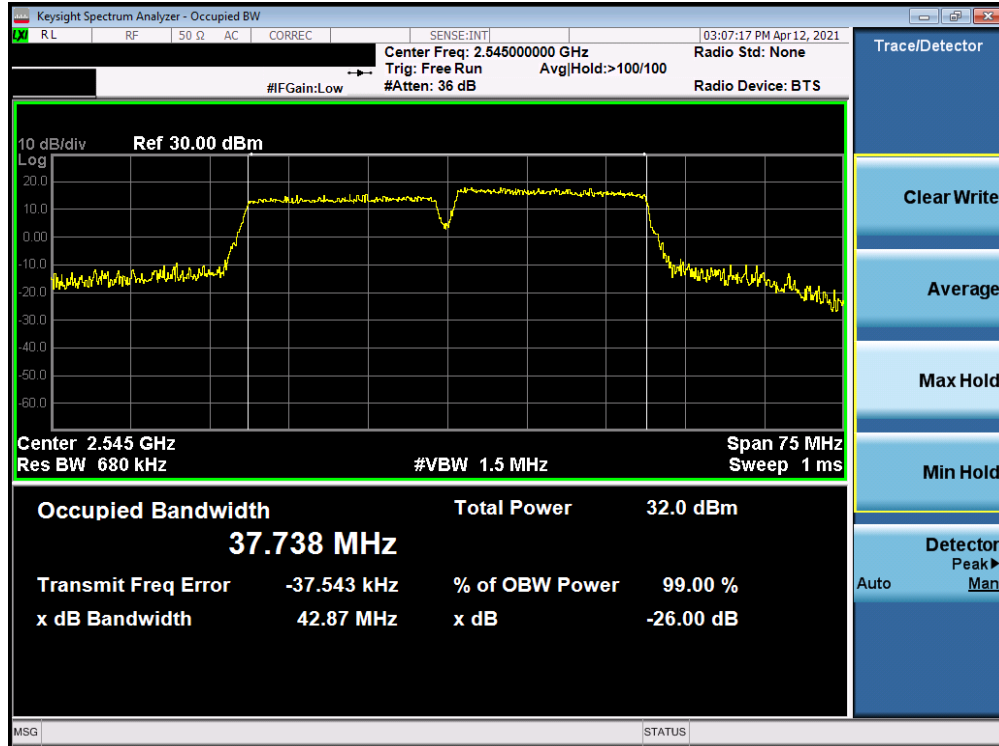 Keysight Spectrum Analyzer - Occupied BW
LXI RL RF 50 Ω AC CORREC SENSE:INT 03:07:17 PM Apr 12, 2021
Center Freq: 2.545000000 GHz Radio Std: None
Trig: Free Run Avg|Hold:>100/100
#IFGain:Low #Atten: 36 dB Radio Device: BTS
10 dB/div Ref 30.00 dBm
Log
20.0
10.0
0.00
-10.0
-20.0
-30.0
-40.0
-50.0
-60.0
Center 2.545 GHz Span 75 MHz
Res BW 680 kHz #VBW 1.5 MHz Sweep 1 ms
Occupied Bandwidth Total Power 32.0 dBm
37.738 MHz
Transmit Freq Error -37.543 kHz % of OBW Power 99.00 %
x dB Bandwidth 42.87 MHz x dB -26.00 dB
MSG STATUS
Trace/Detector
Clear Write
Average
Max Hold
Min Hold
Detector
Peak▶
Auto Man